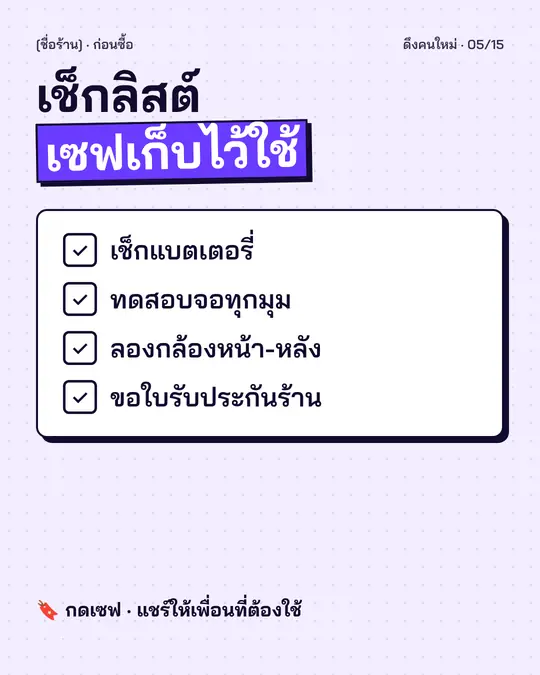 (ชื่อร้าน) · ก่อนซื้อ
ดึงคนใหม่ · 05/15
เช็กลิสต์
เซฟเก็บไว้ใช้
เช็กแบตเตอรี่
ทดสอบจอทุกมุม
ลองกล้องหน้า-หลัง
ขอใบรับประกันร้าน
กดเซฟ · แชร์ให้เพื่อนที่ต้องใช้